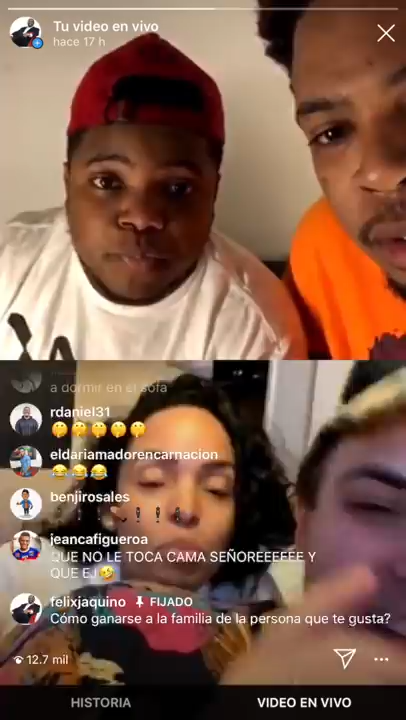 Tu video en vivo
hace 17 h
a dormir en el sofa
rdaniel31
🤫🤫🤫🤫🤫
eldariamadorencarnacion
😂😂😂
benjirosales
jeancafigueroa
QUE NO LE TOCA CAMA SEÑOREEEEEE Y
QUE EJ🤣
felixjaquino FIJADO
Cómo ganarse a la familia de la persona que te gusta?
12.7 mil
HISTORIA
VIDEO EN VIVO